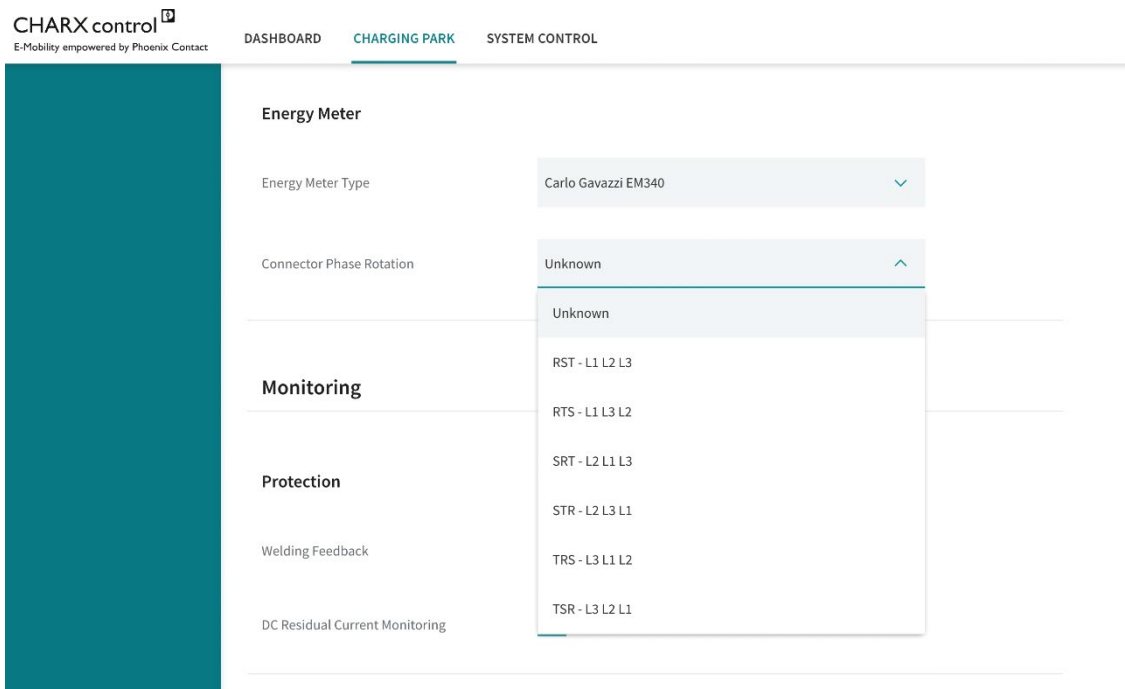 CHARX control
E-Mobility empowered by Phoenix Contact
DASHBOARD CHARGING PARK SYSTEM CONTROL
Energy Meter
Energy Meter Type Carlo Gavazzi EM340
Connector Phase Rotation Unknown
Unknown
RST - L1 L2 L3
Monitoring
RTS - L1 L3 L2
SRT - L2 L1 L3
Protection
STR - L2 L3 L1
Welding Feedback
TRS - L3 L1 L2
TSR - L3 L2 L1
DC Residual Current Monitoring